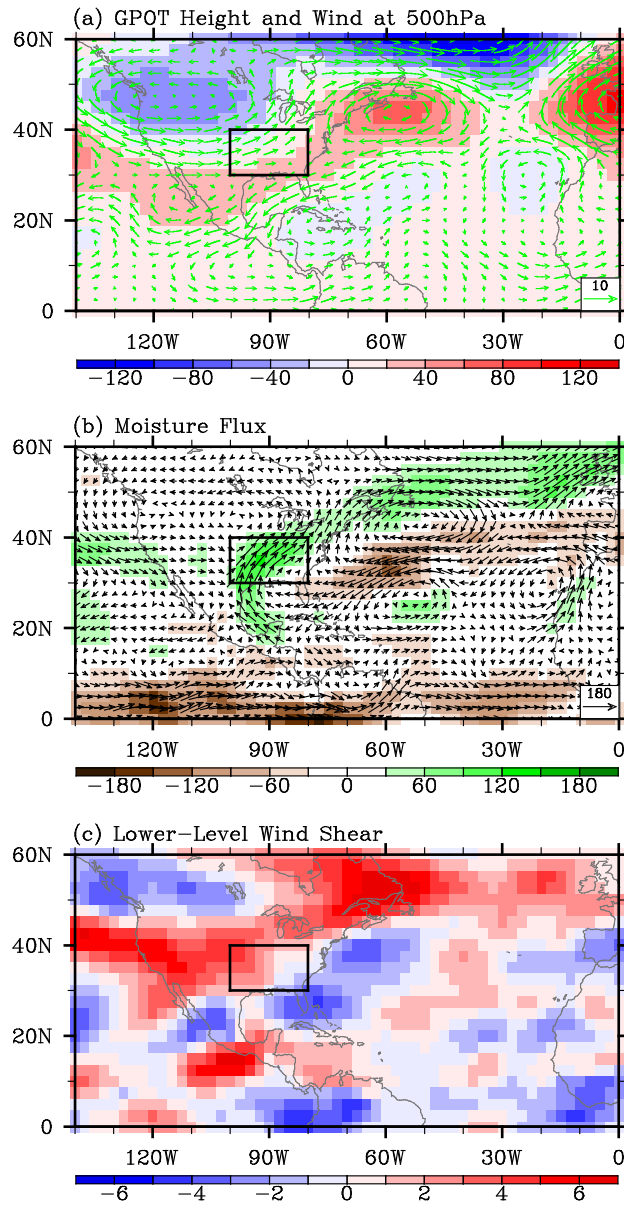 (a) GPOT Height and Wind at 500hPa
60N
40N
20N
0
10
120W 90W 60W 30W 0
−120 −80 −40 0 40 80 120
(b) Moisture Flux
60N
40N
20N
0
180
120W 90W 60W 30W 0
−180 −120 −60 0 60 120 180
(c) Lower−Level Wind Shear
60N
40N
20N
0
120W 90W 60W 30W 0
−6 −4 −2 0 2 4 6